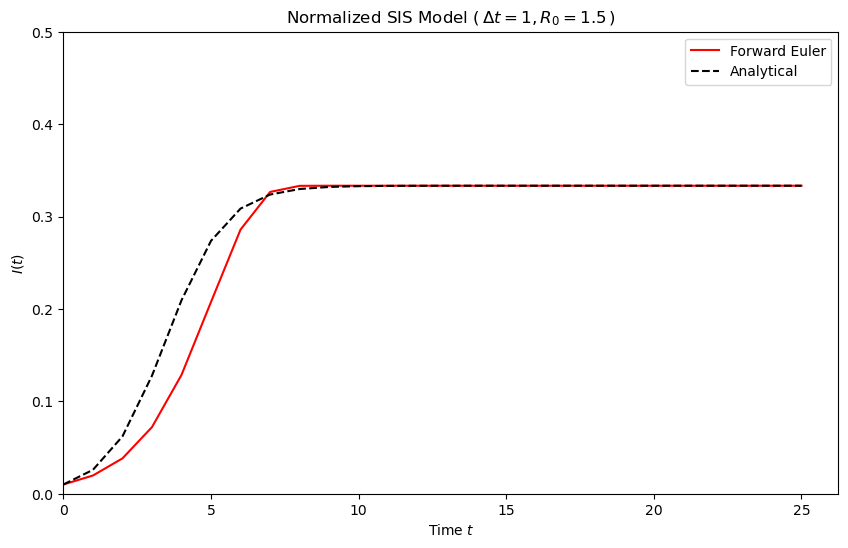 Normalized SIS Model ( Δt = 1, R₀ = 1.5 )
Forward Euler
Analytical
I(t)
0.5
0.4
0.3
0.2
0.1
0.0
0 5 10 15 20 25
Time t